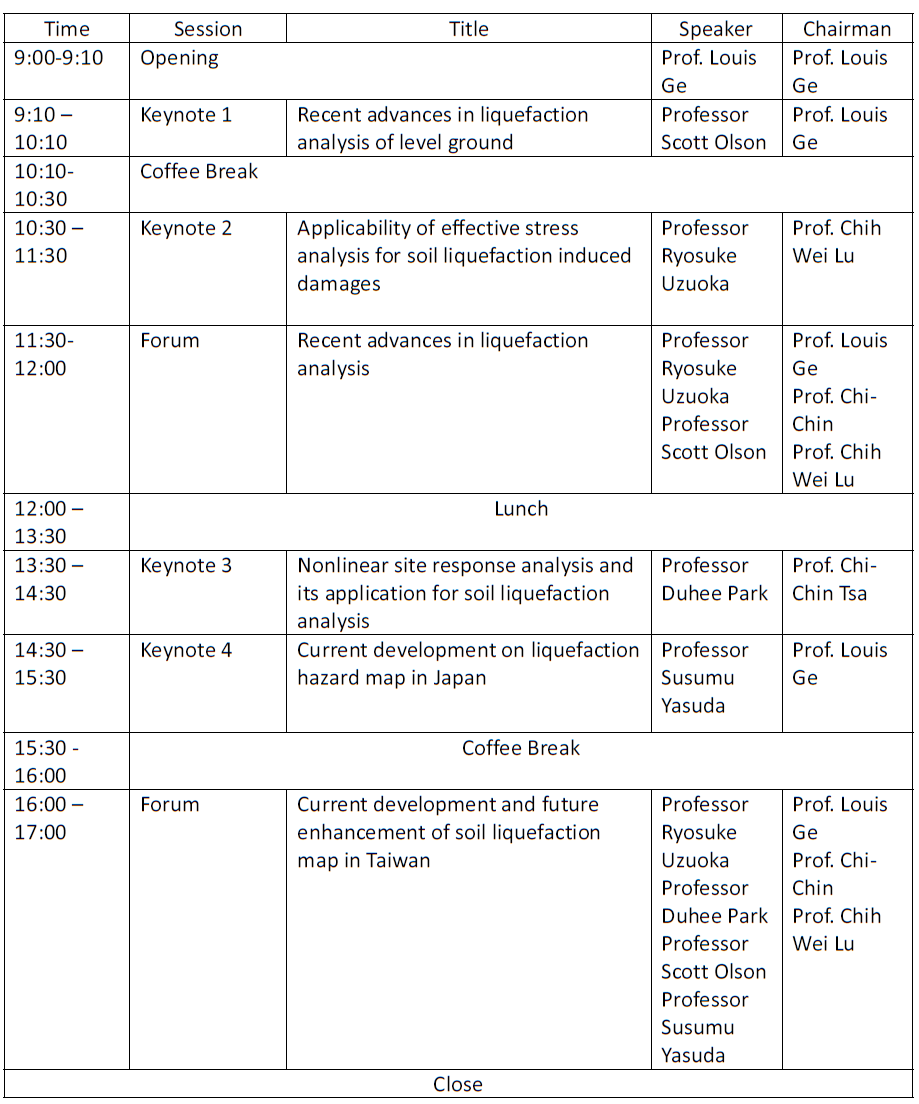 Time Session Title Speaker Chairman
9:00-9:10 Opening Prof. Louis Prof. Louis
Ge Ge
9:10 – Keynote 1 Recent advances in liquefaction Professor Prof. Louis
10:10 analysis of level ground Scott Olson Ge
10:10- Coffee Break
10:30
10:30 – Keynote 2 Applicability of effective stress Professor Prof. Chih
11:30 analysis for soil liquefaction induced Ryosuke Wei Lu
damages Uzuoka
11:30- Forum Recent advances in liquefaction Professor Prof. Louis
12:00 analysis Ryosuke Ge
Uzuoka Prof. Chi-
Professor Chin
Scott Olson Prof. Chih
Wei Lu
12:00 – Lunch
13:30
13:30 – Keynote 3 Nonlinear site response analysis and Professor Prof. Chi-
14:30 its application for soil liquefaction Duhee Park Chin Tsa
analysis
14:30 – Keynote 4 Current development on liquefaction Professor Prof. Louis
15:30 hazard map in Japan Susumu Ge
Yasuda
15:30 - Coffee Break
16:00
16:00 – Forum Current development and future Professor Prof. Louis
17:00 enhancement of soil liquefaction Ryosuke Ge
map in Taiwan Uzuoka Prof. Chi-
Professor Chin
Duhee Park Prof. Chih
Professor Wei Lu
Scott Olson
Professor
Susumu
Yasuda
Close